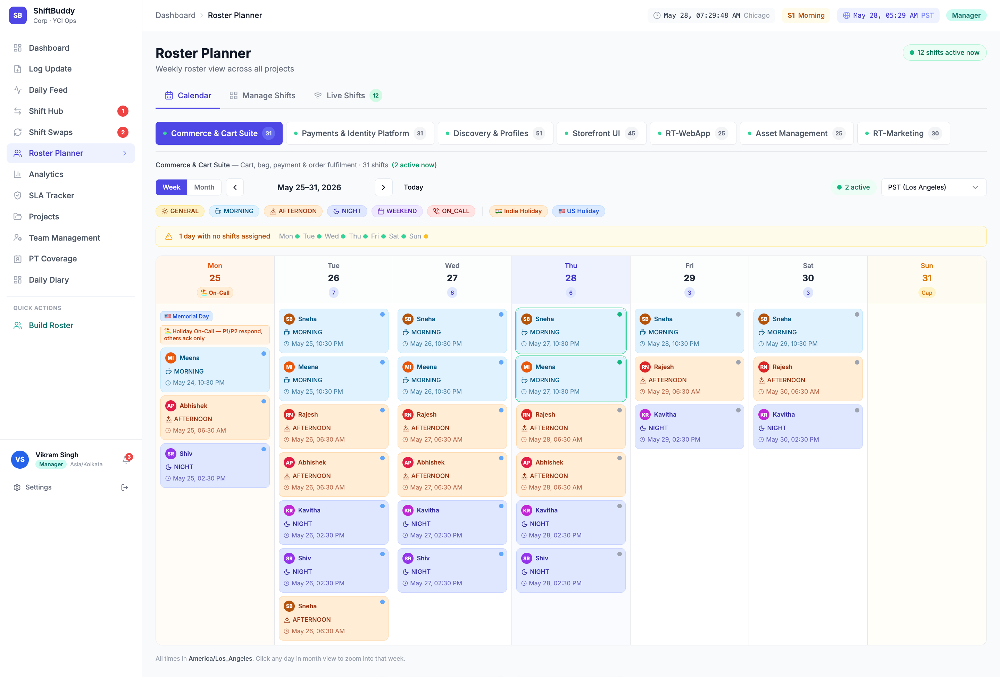 SB
ShiftBuddy
Corp · YCI Ops
Dashboard
Log Update
Daily Feed
Shift Hub 1
Shift Swaps 2
Roster Planner
Analytics
SLA Tracker
Projects
Team Management
PT Coverage
Daily Diary
QUICK ACTIONS
Build Roster
VS
Vikram Singh
Manager Asia/Kolkata
3
Settings
Dashboard > Roster Planner
May 28, 07:29:48 AM Chicago
S1 Morning
May 28, 05:29 AM PST
Manager
Roster Planner
Weekly roster view across all projects
12 shifts active now
Calendar
Manage Shifts
Live Shifts 12
Commerce & Cart Suite 31
Payments & Identity Platform 31
Discovery & Profiles 51
Storefront UI 45
RT-WebApp 25
Asset Management 25
RT-Marketing 30
Commerce & Cart Suite — Cart, bag, payment & order fulfilment · 31 shifts (2 active now)
Week Month
May 25–31, 2026
Today
2 active
PST (Los Angeles)
GENERAL
MORNING
AFTERNOON
NIGHT
WEEKEND
ON_CALL
India Holiday
US Holiday
1 day with no shifts assigned Mon Tue Wed Thu Fri Sat Sun
Mon
25
On-Call
Memorial Day
Holiday On-Call — P1/P2 respond,
others ack only
MI Meena
MORNING
May 24, 10:30 PM
AP Abhishek
AFTERNOON
May 25, 06:30 AM
SR Shiv
NIGHT
May 25, 02:30 PM
Tue
26
7
SB Sneha
MORNING
May 25, 10:30 PM
MI Meena
MORNING
May 25, 10:30 PM
RN Rajesh
AFTERNOON
May 26, 06:30 AM
AP Abhishek
AFTERNOON
May 26, 06:30 AM
KR Kavitha
NIGHT
May 26, 02:30 PM
SR Shiv
NIGHT
May 26, 02:30 PM
SB Sneha
AFTERNOON
May 26, 06:30 AM
Wed
27
6
SB Sneha
MORNING
May 26, 10:30 PM
MI Meena
MORNING
May 26, 10:30 PM
RN Rajesh
AFTERNOON
May 27, 06:30 AM
AP Abhishek
AFTERNOON
May 27, 06:30 AM
KR Kavitha
NIGHT
May 27, 02:30 PM
SR Shiv
NIGHT
May 27, 02:30 PM
Thu
28
6
SB Sneha
MORNING
May 27, 10:30 PM
MI Meena
MORNING
May 27, 10:30 PM
RN Rajesh
AFTERNOON
May 28, 06:30 AM
AP Abhishek
AFTERNOON
May 28, 06:30 AM
KR Kavitha
NIGHT
May 28, 02:30 PM
SR Shiv
NIGHT
May 28, 02:30 PM
Fri
29
3
SB Sneha
MORNING
May 28, 10:30 PM
RN Rajesh
AFTERNOON
May 29, 06:30 AM
KR Kavitha
NIGHT
May 29, 02:30 PM
Sat
30
3
SB Sneha
MORNING
May 29, 10:30 PM
RN Rajesh
AFTERNOON
May 30, 06:30 AM
KR Kavitha
NIGHT
May 30, 02:30 PM
Sun
31
Gap
All times in America/Los_Angeles. Click any day in month view to zoom into that week.